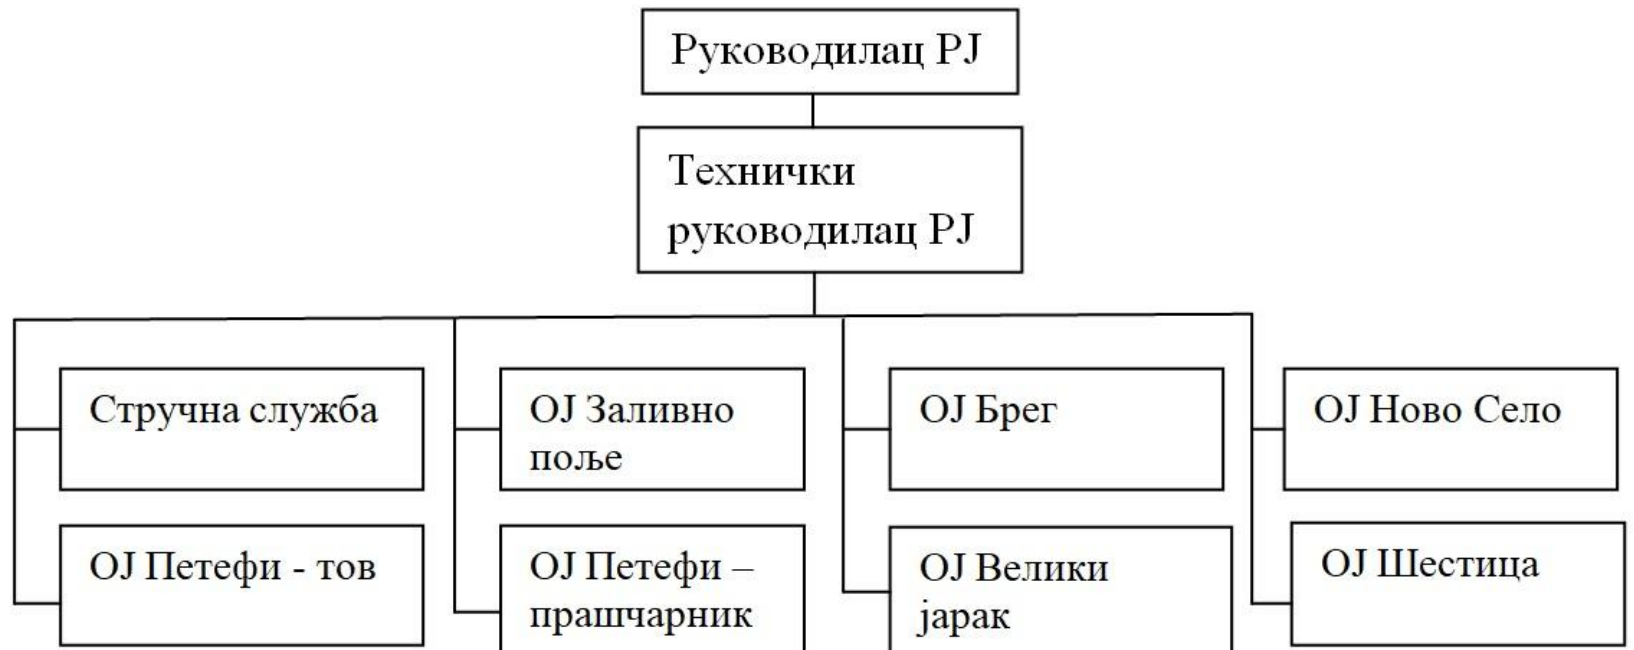 Руководилац РЈ
Технички
руководилац РЈ
Стручна служба
ОЈ Заливно
поље
ОЈ Брег
ОЈ Ново Село
ОЈ Петефи - тов
ОЈ Петефи –
прашчарник
ОЈ Велики
јарак
ОЈ Шестица